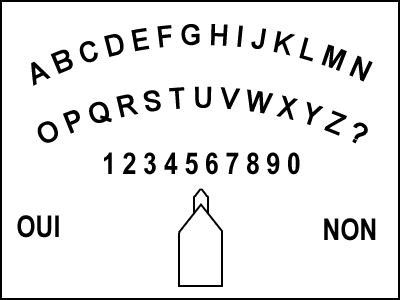 ABCDEFGHIJKLMN
OPQRSTUVWXYZ?
1234567890
OUI NON